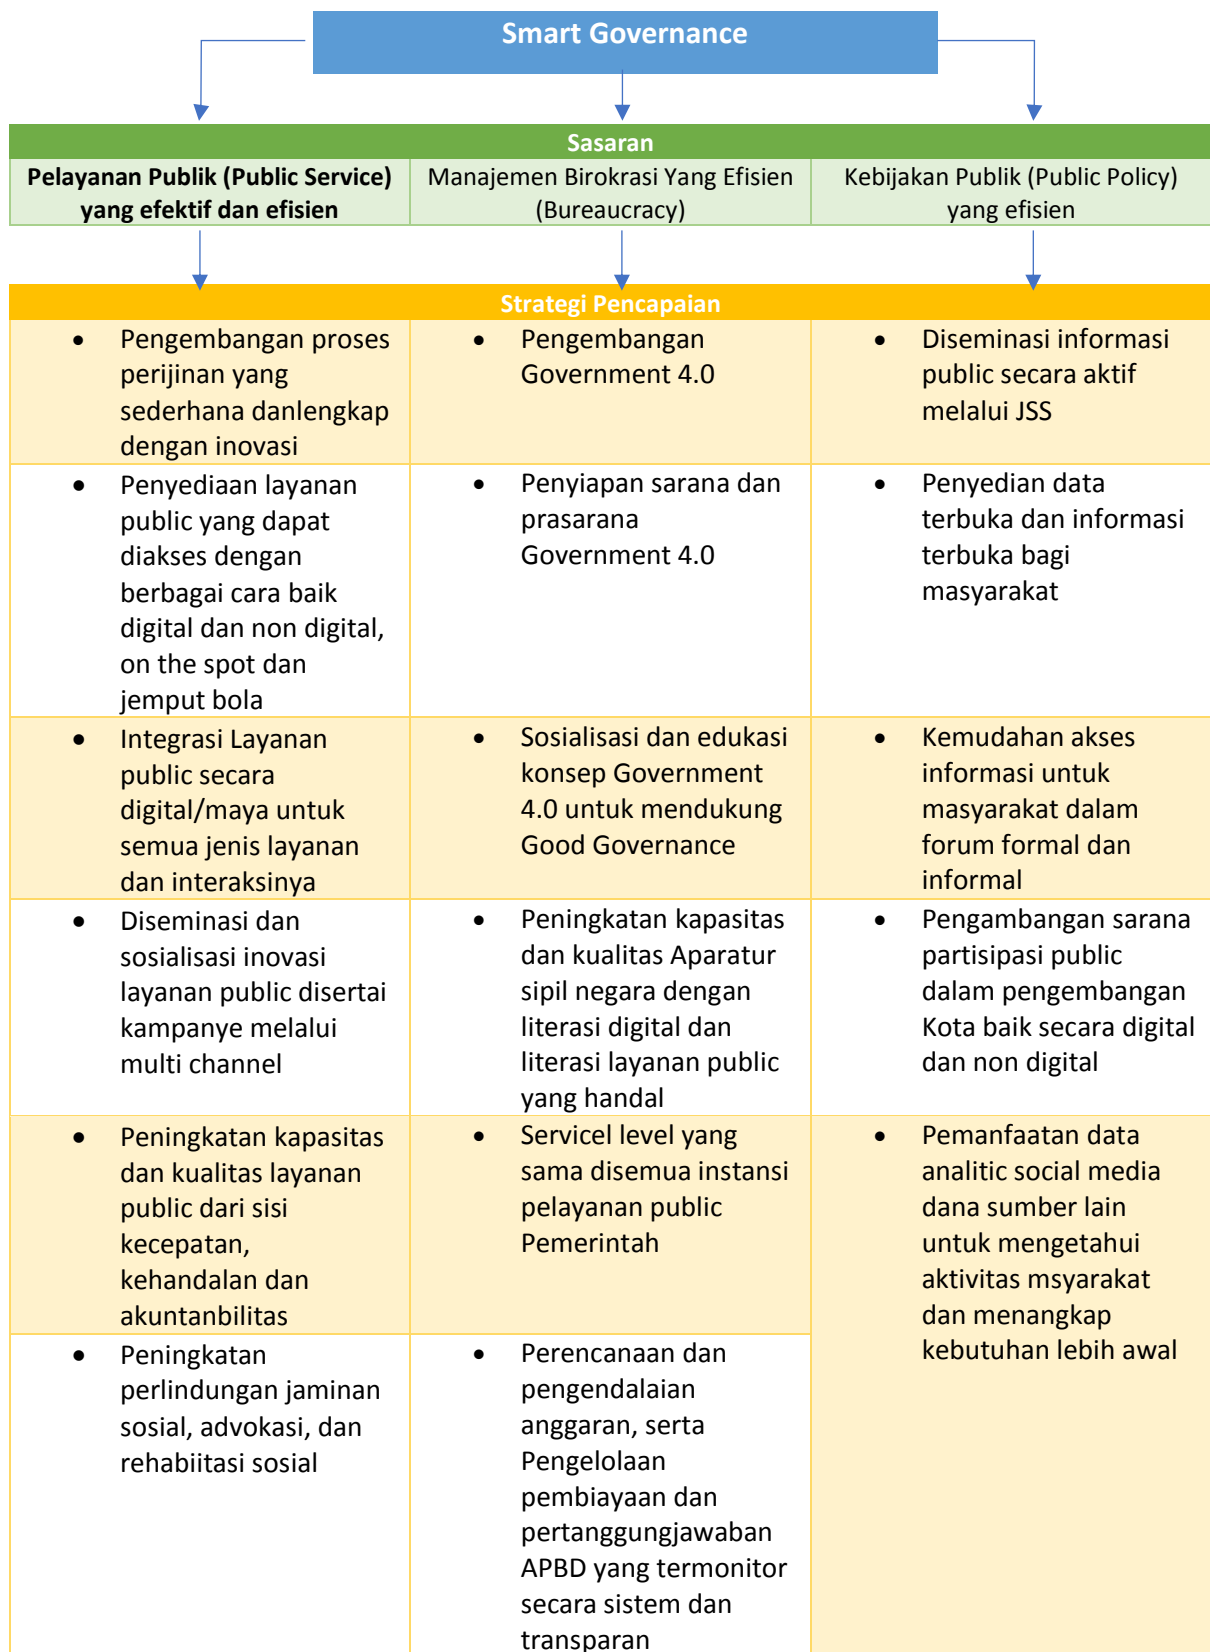 Smart Governance
Sasaran
Pelayanan Publik (Public Service)
yang efektif dan efisien
Manajemen Birokrasi Yang Efisien
(Bureaucracy)
Kebijakan Publik (Public Policy)
yang efisien
Strategi Pencapaian
• Pengembangan proses
perijinan yang
sederhana danlengkap
dengan inovasi
• Pengembangan
Government 4.0
• Diseminasi informasi
public secara aktif
melalui JSS
• Penyediaan layanan
public yang dapat
diakses dengan
berbagai cara baik
digital dan non digital,
on the spot dan
jemput bola
• Penyiapan sarana dan
prasarana
Government 4.0
• Penyedian data
terbuka dan informasi
terbuka bagi
masyarakat
• Integrasi Layanan
public secara
digital/maya untuk
semua jenis layanan
dan interaksinya
• Sosialisasi dan edukasi
konsep Government
4.0 untuk mendukung
Good Governance
• Kemudahan akses
informasi untuk
masyarakat dalam
forum formal dan
informal
• Diseminasi dan
sosialisasi inovasi
layanan public disertai
kampanye melalui
multi channel
• Peningkatan kapasitas
dan kualitas Aparatur
sipil negara dengan
literasi digital dan
literasi layanan public
yang handal
• Pengambangan sarana
partisipasi public
dalam pengembangan
Kota baik secara digital
dan non digital
• Peningkatan kapasitas
dan kualitas layanan
public dari sisi
kecepatan,
kehandalan dan
akuntanbilitas
• Servicel level yang
sama disemua instansi
pelayanan public
Pemerintah
• Pemanfaatan data
analitic social media
dana sumber lain
untuk mengetahui
aktivitas msyarakat
dan menangkap
kebutuhan lebih awal
• Peningkatan
perlindungan jaminan
sosial, advokasi, dan
rehabiitasi sosial
• Perencanaan dan
pengendalaian
anggaran, serta
Pengelolaan
pembiayaan dan
pertanggungjawaban
APBD yang termonitor
secara sistem dan
transparan